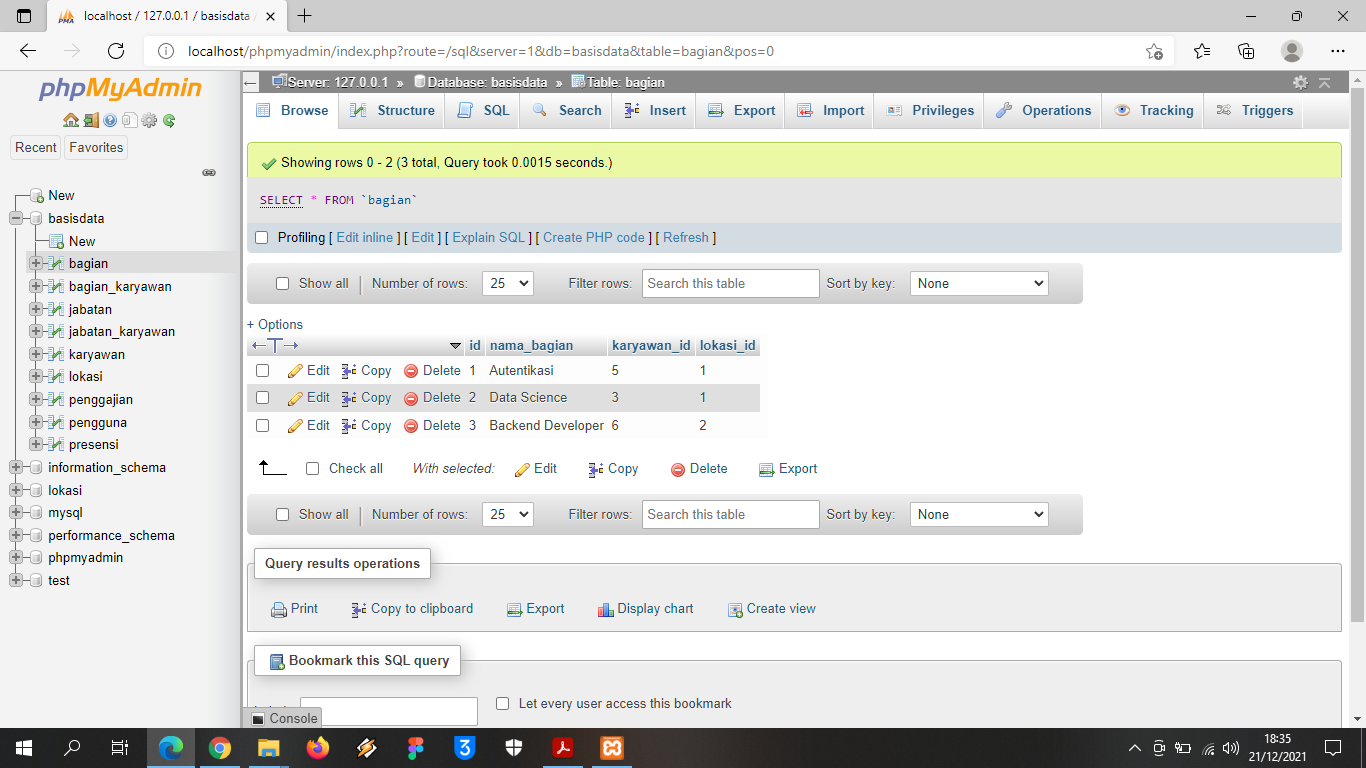 localhost / 127.0.0.1 / basisdata
localhost/phpmyadmin/index.php?route=/sql&server=1&db=basisdata&table=bagian&pos=0
phpMyAdmin
Recent Favorites
New
basisdata
New
bagian
bagian_karyawan
jabatan
jabatan_karyawan
karyawan
lokasi
penggajian
pengguna
presensi
information_schema
lokasi
mysql
performance_schema
phpmyadmin
test
Server: 127.0.0.1 » Database: basisdata » Table: bagian
Browse Structure SQL Search Insert Export Import Privileges Operations Tracking Triggers
Showing rows 0 - 2 (3 total, Query took 0.0015 seconds.)
SELECT * FROM `bagian`
Profiling [ Edit inline ] [ Edit ] [ Explain SQL ] [ Create PHP code ] [ Refresh ]
Show all | Number of rows: 25 Filter rows: Search this table Sort by key: None
+ Options
←T→ id nama_bagian karyawan_id lokasi_id
Edit Copy Delete 1 Autentikasi 5 1
Edit Copy Delete 2 Data Science 3 1
Edit Copy Delete 3 Backend Developer 6 2
Check all With selected: Edit Copy Delete Export
Show all | Number of rows: 25 Filter rows: Search this table Sort by key: None
Query results operations
Print Copy to clipboard Export Display chart Create view
Bookmark this SQL query
Let every user access this bookmark
Console
18:35
21/12/2021